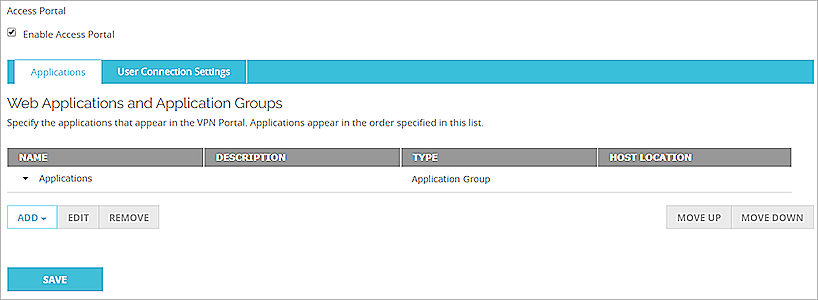 Access Portal
Enable Access Portal
Applications User Connection Settings
Web Applications and Application Groups
Specify the applications that appear in the VPN Portal. Applications appear in the order specified in this list.
NAME DESCRIPTION TYPE HOST LOCATION
Applications Application Group
ADD EDIT REMOVE MOVE UP MOVE DOWN
SAVE